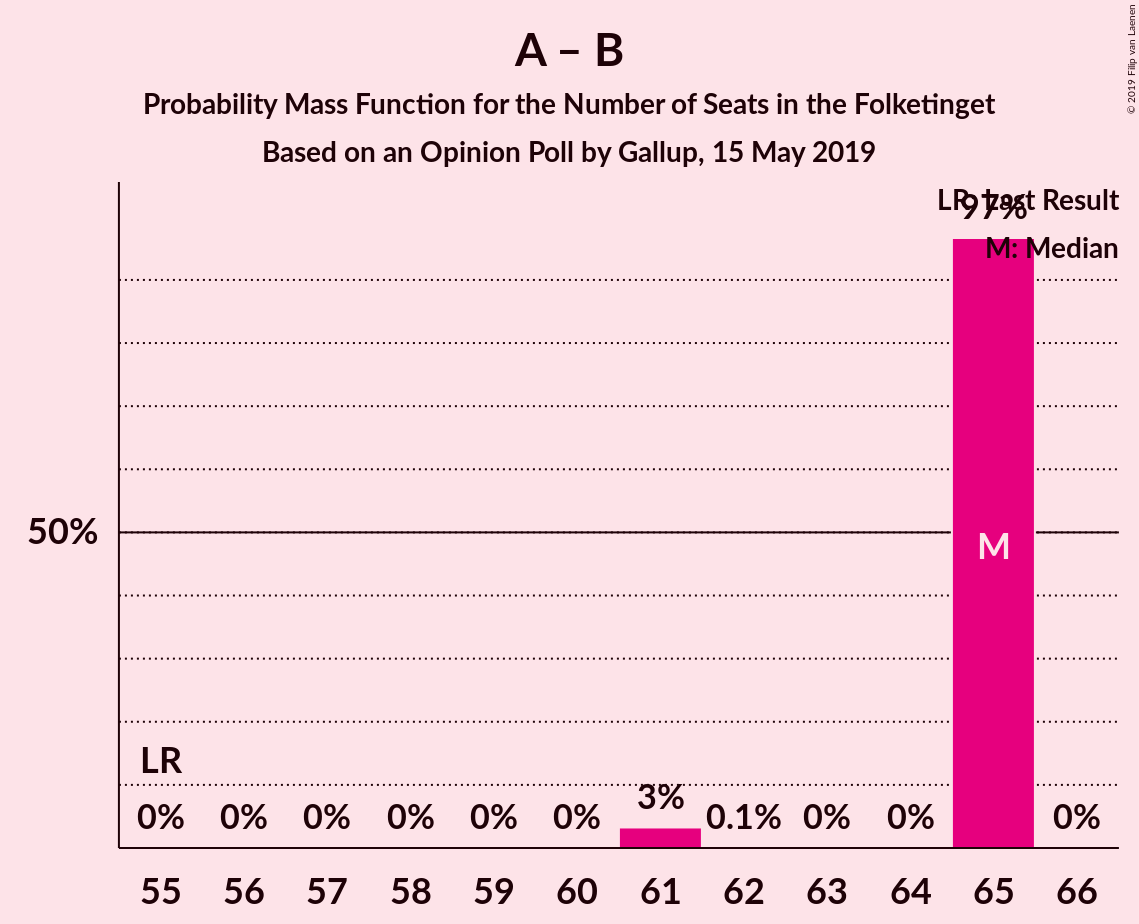 A – B
Probability Mass Function for the Number of Seats in the Folketinget
Based on an Opinion Poll by Gallup, 15 May 2019
© 2019 Filip van Laenen
LR: Last Result
97%
M: Median
50%
M
LR
0% 0% 0% 0% 0% 0% 3% 0.1% 0% 0% 0%
55 56 57 58 59 60 61 62 63 64 65 66